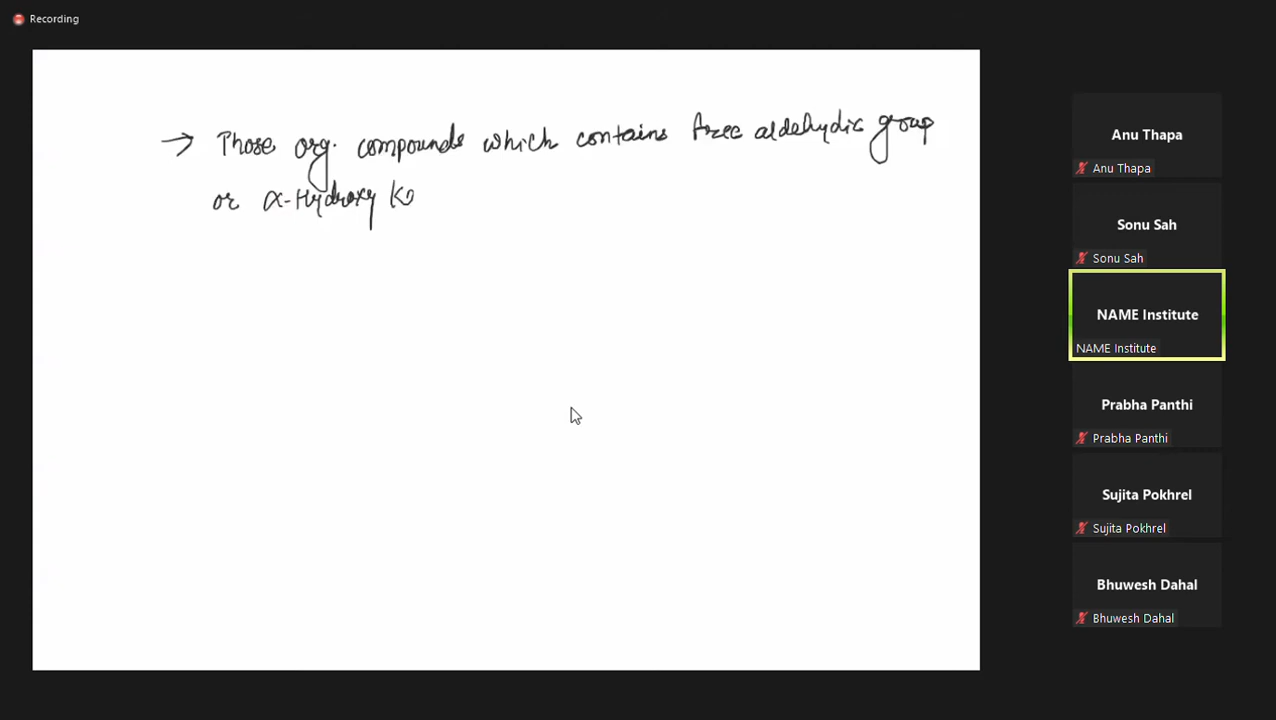 Recording
→ Those org. compounds which contains free aldehydic group
or α-Hydroxy Ko
Anu Thapa
Anu Thapa
Sonu Sah
Sonu Sah
NAME Institute
NAME Institute
Prabha Panthi
Prabha Panthi
Sujita Pokhrel
Sujita Pokhrel
Bhuwesh Dahal
Bhuwesh Dahal